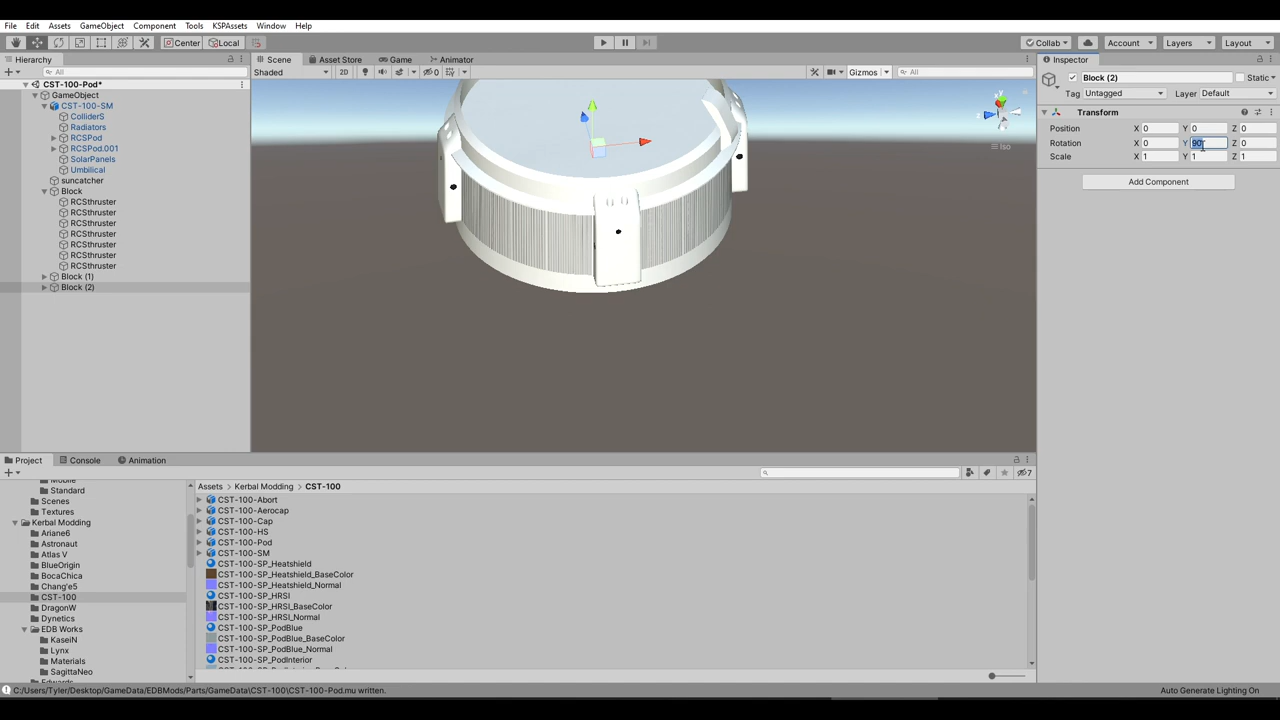 File Edit Assets GameObject Component Tools KSPAssets Window Help
Center Local Collab Account Layers Layout
Hierarchy Scene Asset Store Game Animator Inspector
All Shaded 2D 0 Gizmos All Block (2) Static
CST-100-Pod*
Tag Untagged Layer Default
GameObject
CST-100-SM
ColliderS
Radiators
RCSPod
RCSPod.001
SolarPanels
Umbilical
suncatcher
Block
RCSthruster
RCSthruster
RCSthruster
RCSthruster
RCSthruster
RCSthruster
RCSthruster
Block (1)
Block (2)
y
Iso
Transform
Position X 0 Y 0 Z 0
Rotation X 0 Y 90 Z 0
Scale X 1 Y 1 Z 1
Add Component
Project Console Animation
7
Mobile
Standard
Scenes
Textures
Kerbal Modding
Ariane6
Astronaut
Atlas V
BlueOrigin
BocaChica
Chang'e5
CST-100
DragonW
Dynetics
EDB Works
KaseiN
Lynx
Materials
SagittaNeo
Edwards
Assets Kerbal Modding CST-100
CST-100-Abort
CST-100-Aerocap
CST-100-Cap
CST-100-HS
CST-100-Pod
CST-100-SM
CST-100-SP_Heatshield
CST-100-SP_Heatshield_BaseColor
CST-100-SP_Heatshield_Normal
CST-100-SP_HRSI
CST-100-SP_HRSI_BaseColor
CST-100-SP_HRSI_Normal
CST-100-SP_PodBlue
CST-100-SP_PodBlue_BaseColor
CST-100-SP_PodBlue_Normal
CST-100-SP_PodInterior
C:/Users/Tyler/Desktop/GameData/EDBMods/Parts/GameData\CST-100\CST-100-Pod.mu written.
Auto Generate Lighting On